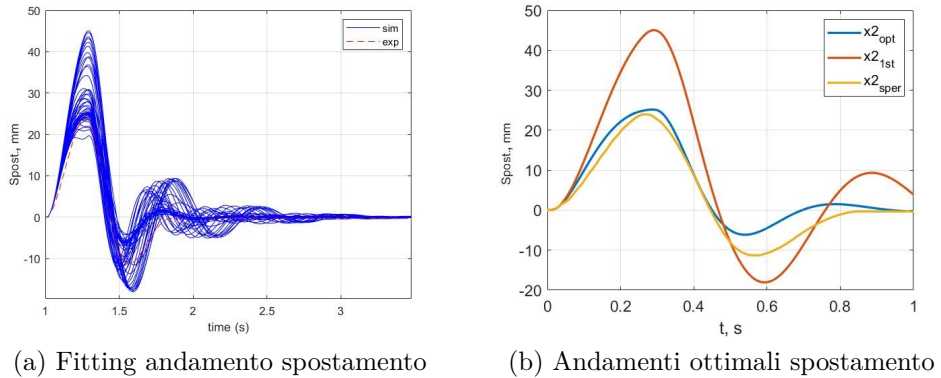 50
40
30
20
10
0
-10
Spost., mm
1
1.5
2
2.5
3
time (s)
sim
exp
(a) Fitting andamento spostamento
50
40
30
20
10
0
-10
-20
Spost., mm
0
0.2
0.4
0.6
0.8
1
t, s
x2opt
x21st
x2sper
(b) Andamenti ottimali spostamento